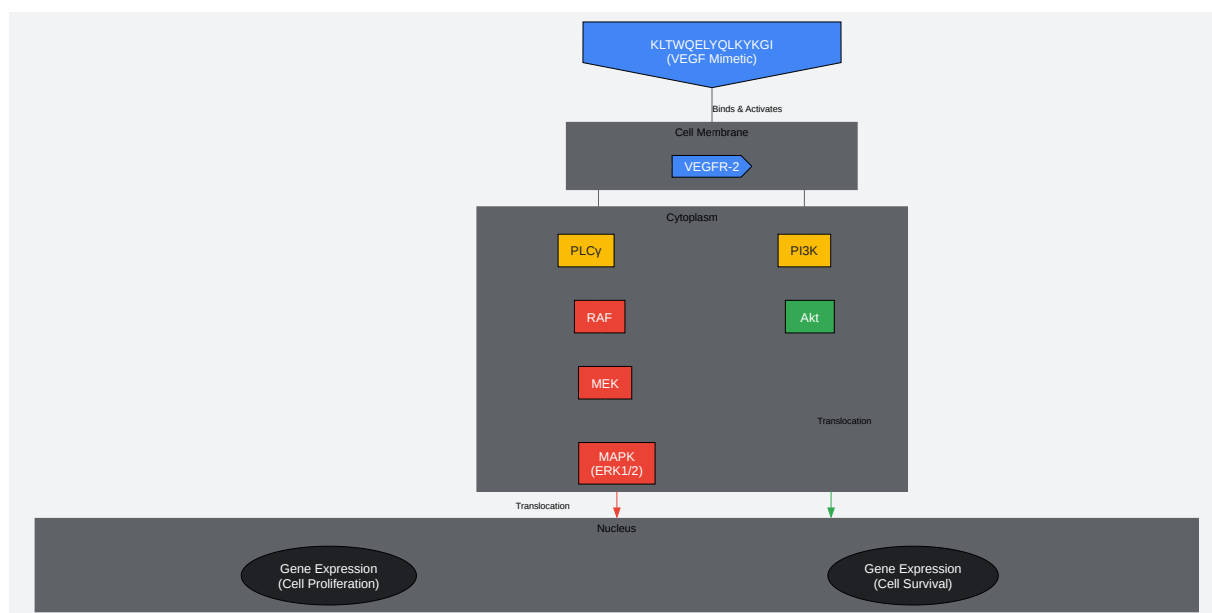 KLTWQELYQLKYKGI
(VEGF Mimetic)
Binds & Activates
Cell Membrane
VEGFR-2
Cytoplasm
PLCγ
PI3K
RAF
Akt
MEK
Translocation
MAPK
(ERK1/2)
Translocation
Nucleus
Gene Expression
(Cell Proliferation)
Gene Expression
(Cell Survival)